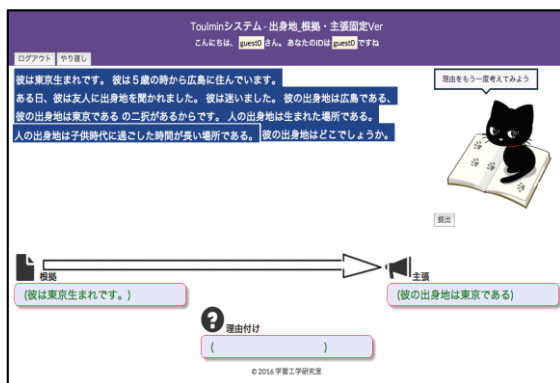 Toulminシステム - 出身地_根拠・主張固定Ver
こんにちは、guest0さん。あなたのIDはguest0ですね
ログアウト やり直し
彼は東京生まれです。 彼は5歳の時から広島に住んでいます。
ある日、彼は友人に出身地を聞かれました。 彼は迷いました。 彼の出身地は広島である、
彼の出身地は東京である の二択があるからです。 人の出身地は生まれた場所である。
人の出身地は子供時代に過ごした時間が長い場所である。 彼の出身地はどこでしょうか。
理由をもう一度考えてみよう
提出
根拠
主張
(彼は東京生まれです。)
(彼の出身地は東京である)
?
理由付け
( )
© 2016 学習工学研究室